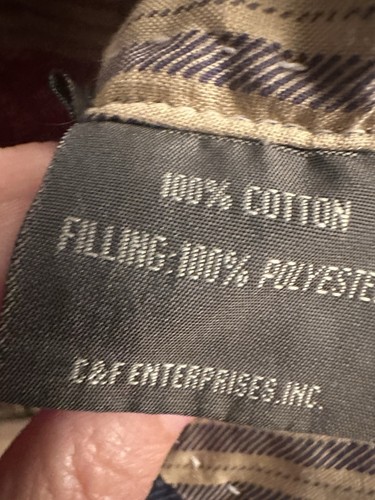 100% COTTON
FILLING:100% POLYESTE
C&F ENTERPRISES,INC.